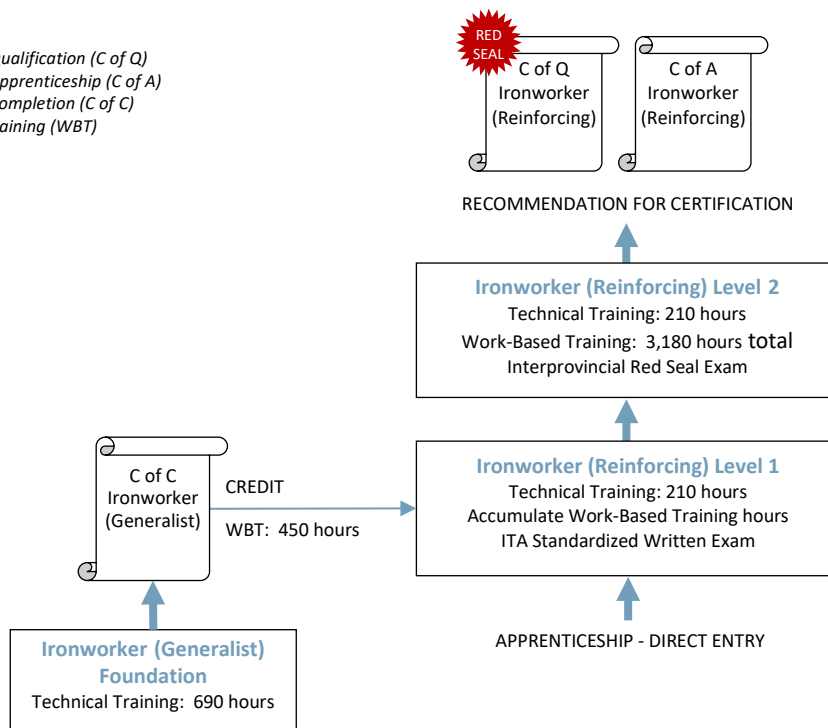 ualification (C of Q)
pprenticeship (C of A)
ompletion (C of C)
aining (WBT)
RED
SEAL
C of Q
Ironworker
(Reinforcing)
C of A
Ironworker
(Reinforcing)
RECOMMENDATION FOR CERTIFICATION
Ironworker (Reinforcing) Level 2
Technical Training: 210 hours
Work-Based Training: 3,180 hours total
Interprovincial Red Seal Exam
Ironworker (Reinforcing) Level 1
Technical Training: 210 hours
Accumulate Work-Based Training hours
ITA Standardized Written Exam
C of C
Ironworker
(Generalist)
CREDIT
WBT: 450 hours
APPRENTICESHIP - DIRECT ENTRY
Ironworker (Generalist)
Foundation
Technical Training: 690 hours